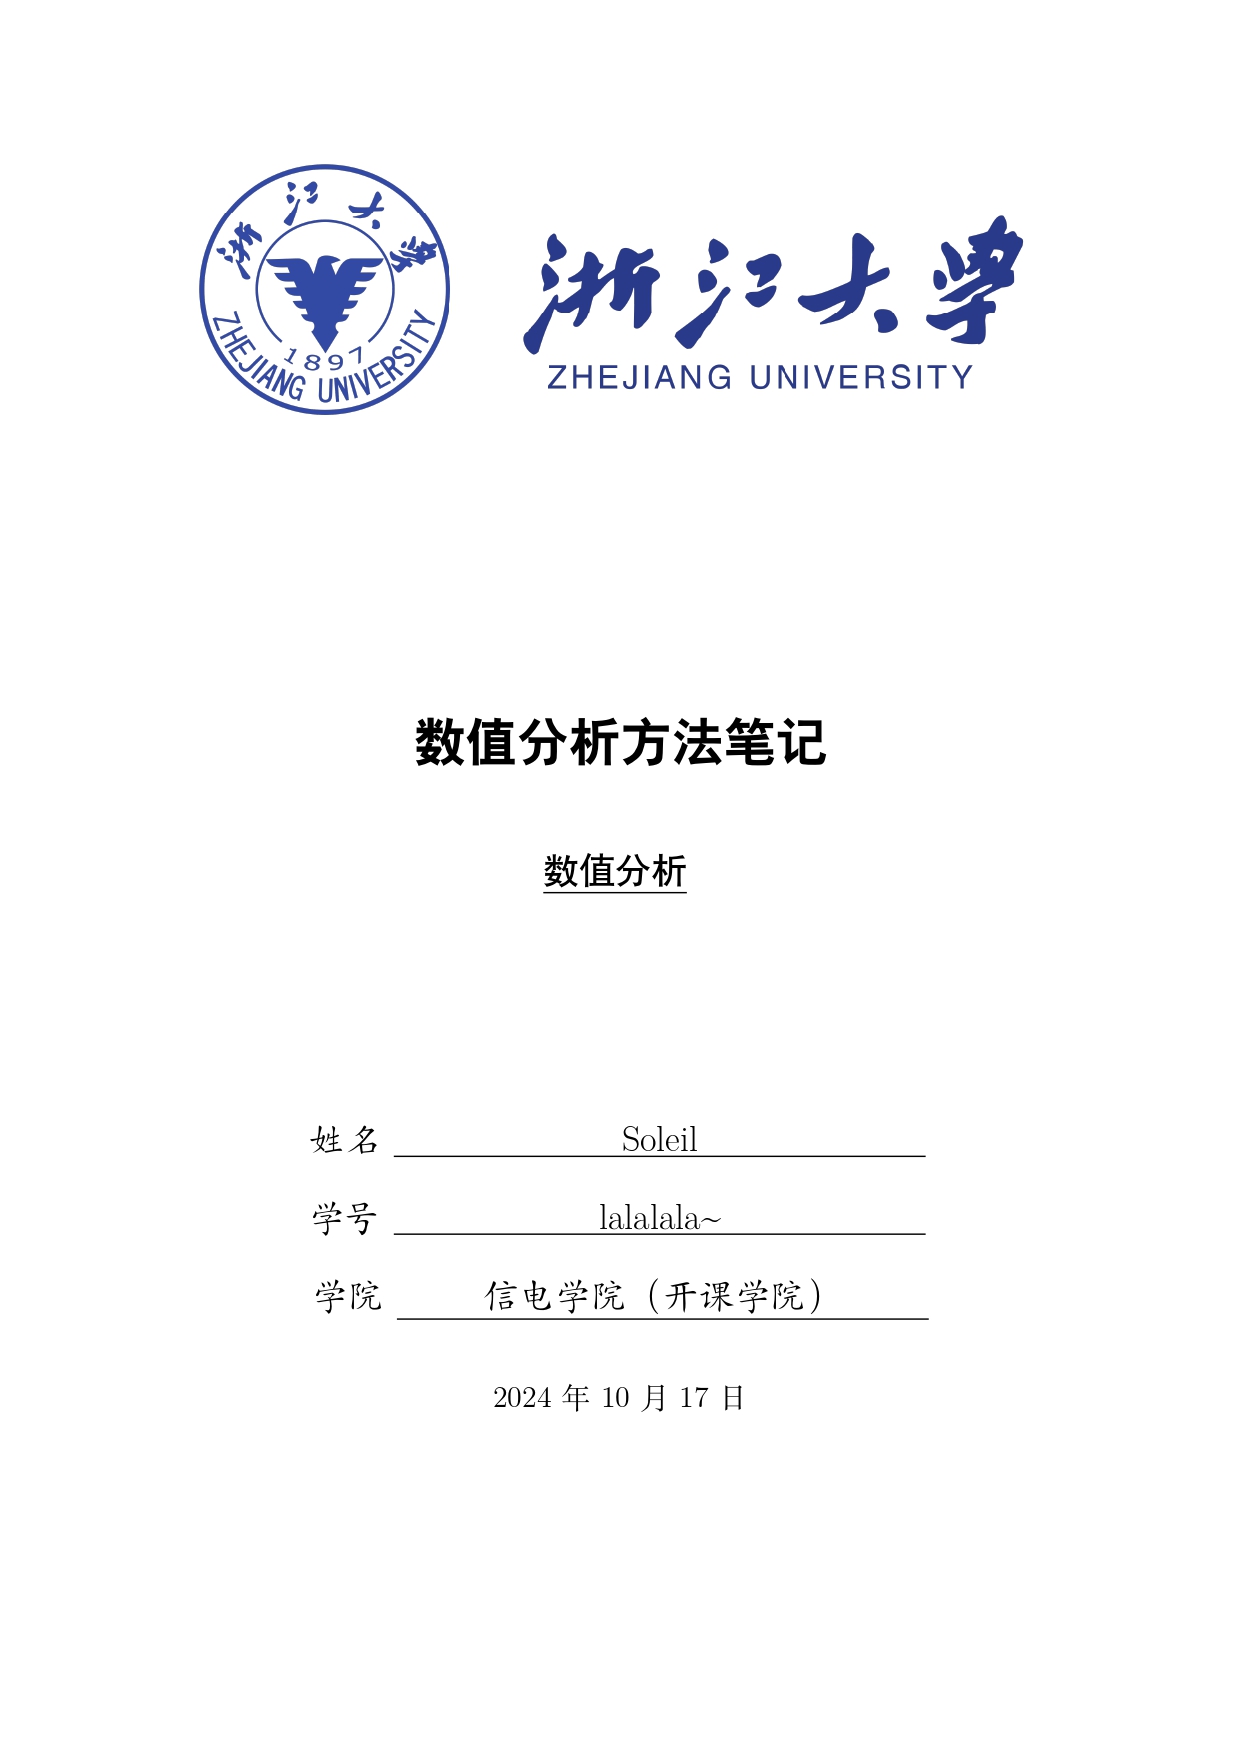 浙江大学
ZHEJIANG UNIVERSITY
1897
浙江大学
ZHEJIANG UNIVERSITY
数值分析方法笔记
数值分析
姓名 Soleil
学号 lalalala~
学院 信电学院（开课学院）
2024 年 10 月 17 日